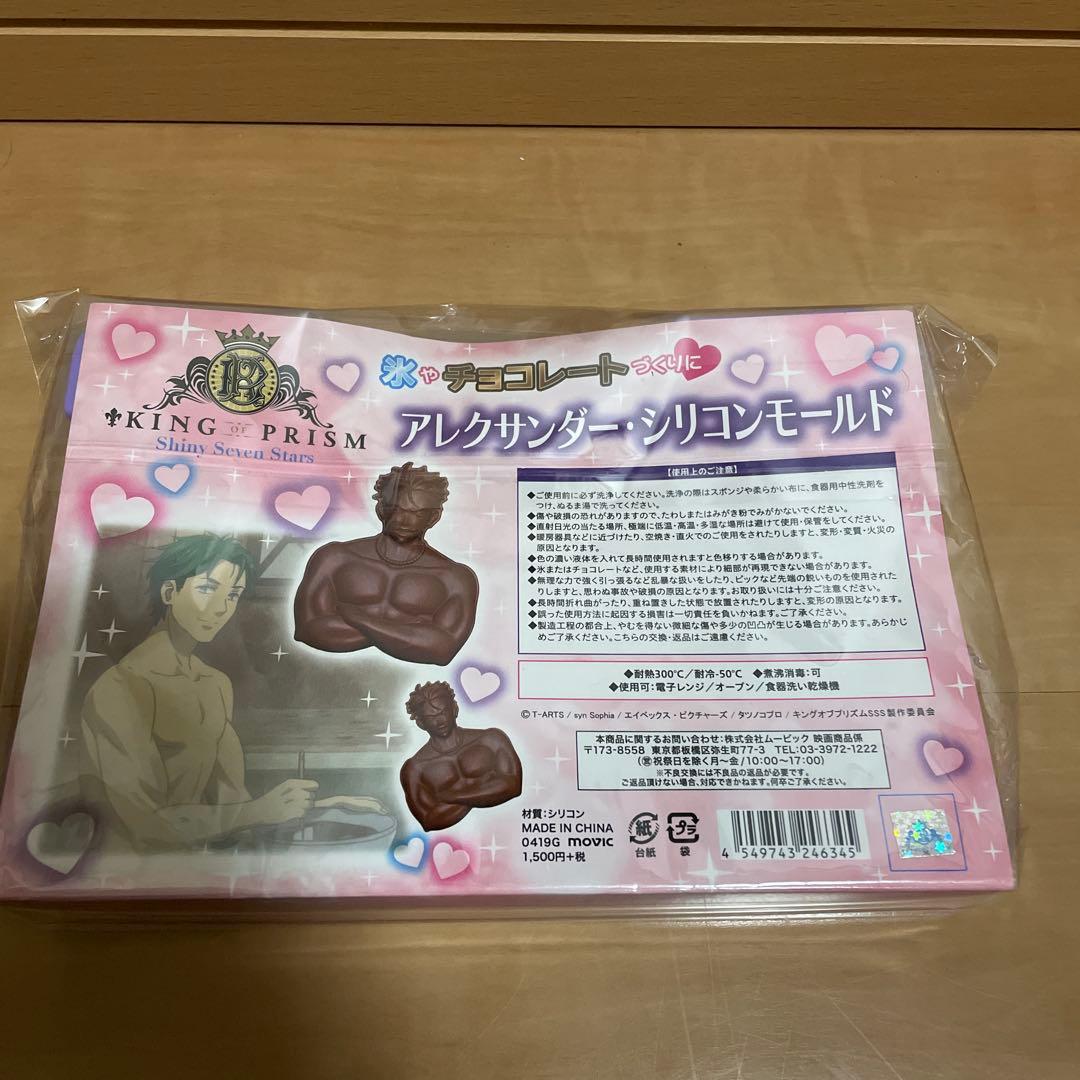 KING OF PRISM
Shiny Seven Stars
氷やチョコレートづくりに
アレクサンダー・シリコンモールド
【使用上のご注意】
◆ご使用前に必ず洗浄してください。洗浄の際はスポンジや柔らかい布に、食器用中性洗剤を
つけ、ぬるま湯で洗ってください。
◆傷や破損の恐れがありますので、たわしまたはみがき粉でみがかないでください。
◆直射日光の当たる場所、極端に低温・高温・多湿な場所は避けて使用・保管をしてください。
◆暖房器具などに近づけたり、空焼き・直火でのご使用をされたりしますと、変形・変質・火災の
原因となります。
◆色の濃い液体を入れて長時間使用されますと色移りする場合があります。
◆氷またはチョコレートなど、使用する素材により細部が再現できない場合があります。
◆無理な力で強く引っ張るなど乱暴な扱いをしたり、ピックなど先端の鋭いものを使用された
りしますと、思わぬ事故や破損の原因となります。お取り扱いには十分ご注意ください。
◆長時間折れ曲がったり、重ね置きした状態で放置されたりしますと、変形の原因となります。
◆誤った使用方法に起因する損害は一切責任を負いかねます。ご了承ください。
◆製造工程の都合上、やむを得ない微細な傷や多少の凹凸が生じる場合があります。あらかじ
めご了承ください。こちらの交換・返品はご遠慮ください。
◆耐熱300℃/耐冷-50℃ ◆煮沸消毒:可
◆使用可:電子レンジ/オーブン/食器洗い乾燥機
©T-ARTS / syn Sophia / エイベックス・ピクチャーズ / タツノコプロ / キングオブプリズムSSS製作委員会
本商品に関するお問い合わせ:株式会社ムービック 映画商品係
〒173-8558 東京都板橋区弥生町77-3 TEL:03-3972-1222
(㊡祝祭日を除く月〜金/10:00〜17:00)
※不良交換には不良品の返品が必要です。
ご返品頂けない場合、対応できかねます。何卒ご了承ください。
材質:シリコン
MADE IN CHINA
0419G movic
1,500円+税
紙
台紙
プラ
袋
4 549743 246345